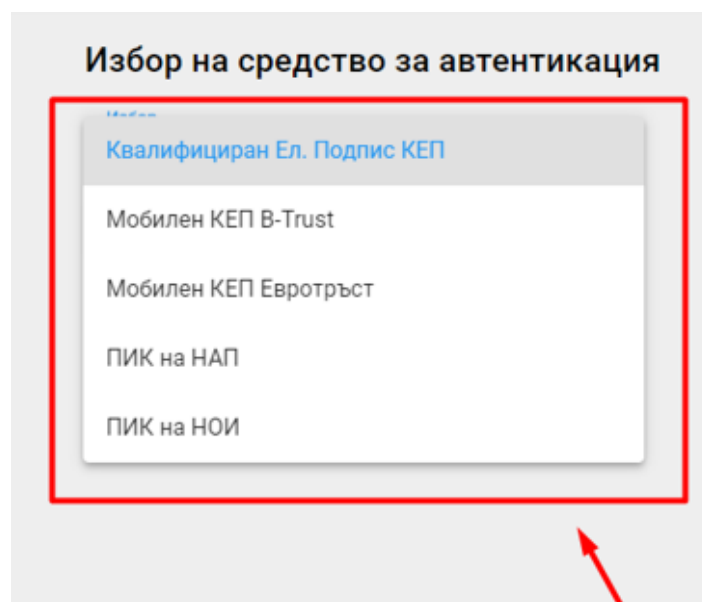 Избор на средство за автентикация
Квалифициран Ел. Подпис КЕП
Мобилен КЕП B-Trust
Мобилен КЕП Евротръст
ПИК на НАП
ПИК на НОИ